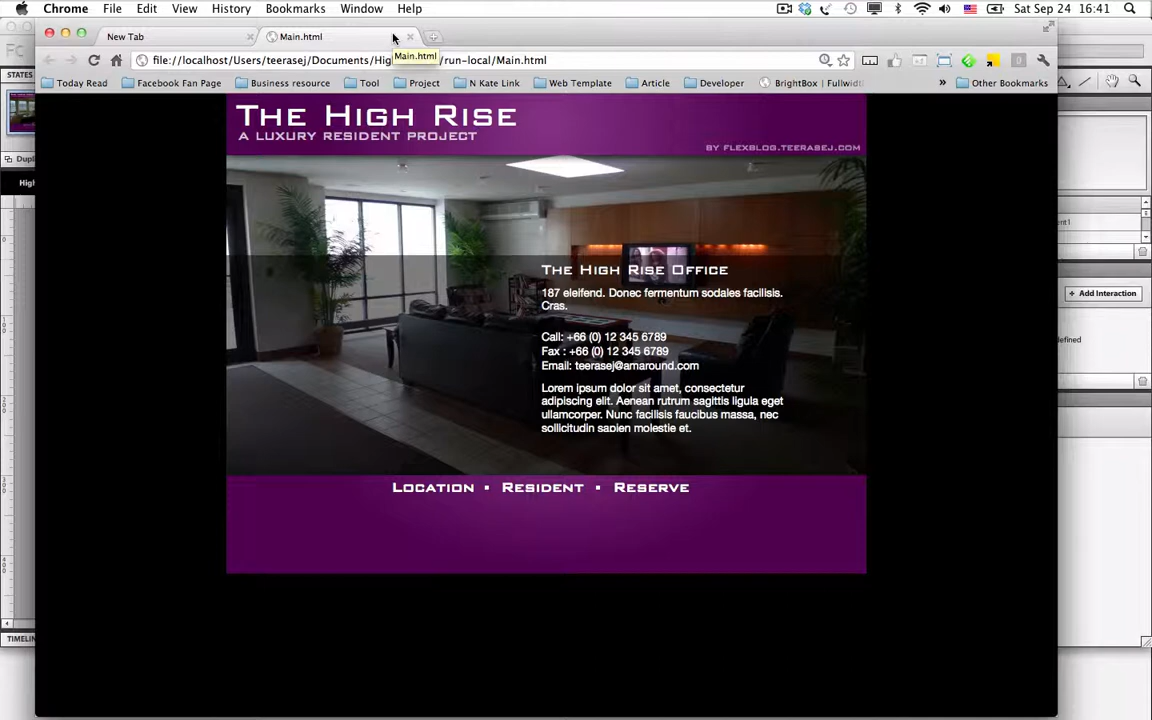 Chrome File Edit View History Bookmarks Window Help
Sat Sep 24 16:41
New Tab
Main.html
Main.html
file://localhost/Users/teerasej/Documents/Hig
/run-local/Main.html
Today Read Facebook Fan Page Business resource Tool Project N Kate Link Web Template Article Developer BrightBox | Fullwidt » Other Bookmarks
Fc
STATES
Dupli
High
TIMELIN
Add Interaction
THE HIGH RISE
A LUXURY RESIDENT PROJECT
BY FLEXBLOG.TEERASEJ.COM
THE HIGH RISE OFFICE
187 eleifend. Donec fermentum sodales facilisis.
Cras.
Call: +66 (0) 12 345 6789
Fax : +66 (0) 12 345 6789
Email: teerasej@amaround.com
Lorem ipsum dolor sit amet, consectetur
adipiscing elit. Aenean rutrum sagittis ligula eget
ullamcorper. Nunc facilisis faucibus massa, nec
sollicitudin sapien molestie et.
LOCATION ▪ RESIDENT ▪ RESERVE